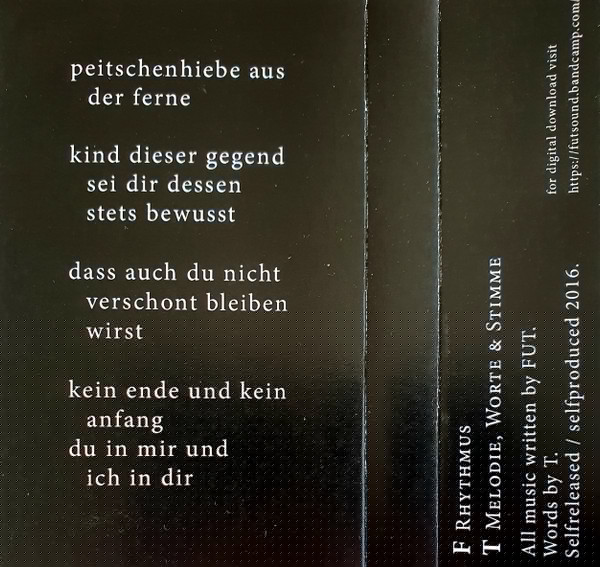 peitschenhiebe aus
der ferne
kind dieser gegend
sei dir dessen
stets bewusst
dass auch du nicht
verschont bleiben
wirst
kein ende und kein
anfang
du in mir und
ich in dir
F RHYTHMUS
T MELODIE, WORTE & STIMME
All music written by FUT.
Words by T.
Selfreleased / selfproduced 2016.
for digital download visit
https://futsound.bandcamp.com/